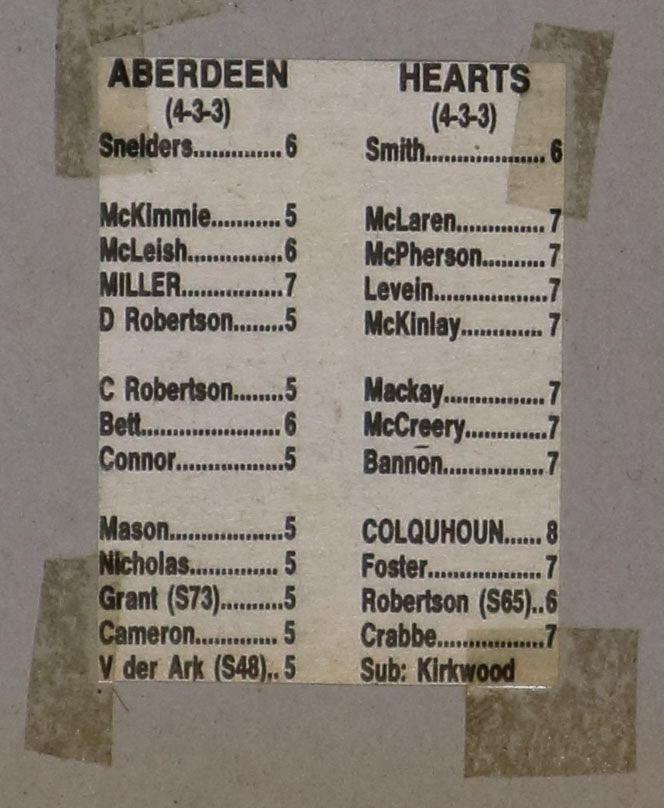 ABERDEEN
(4-3-3)
Snelders..............6
McKimmie...........5
McLeish...............6
MILLER................7
D Robertson........5
C Robertson........5
Bett......................6
Connor.................5
Mason..................5
Nicholas..............5
Grant (S73)..........5
Cameron.............5
V der Ark (S48)..5
HEARTS
(4-3-3)
Smith....................6
McLaren...............7
McPherson..........7
Levein..................7
McKinlay.............7
Mackay.................7
McCreery.............7
Bannon................7
COLQUHOUN......8
Foster..................7
Robertson (S65)..6
Crabbe.................7
Sub: Kirkwood